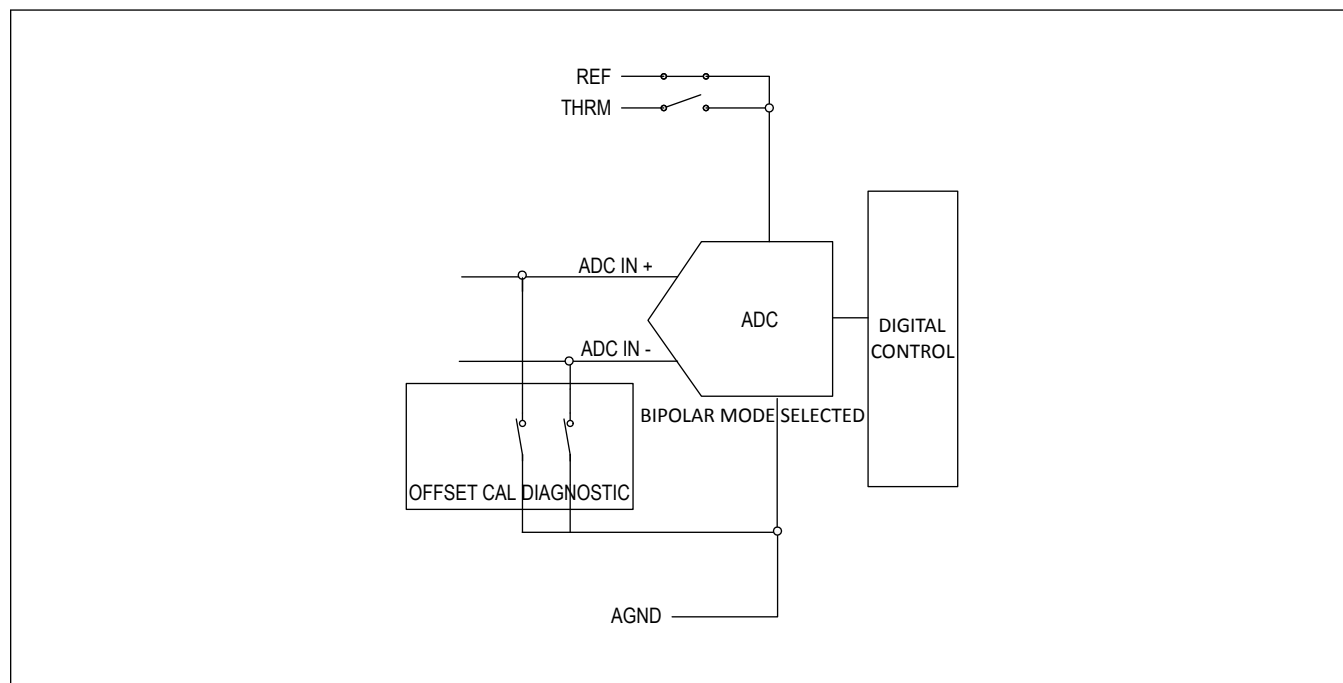 REF
THRM
ADC IN +
ADC
DIGITAL
CONTROL
ADC IN -
BIPOLAR MODE SELECTED
OFFSET CAL DIAGNOSTIC
AGND